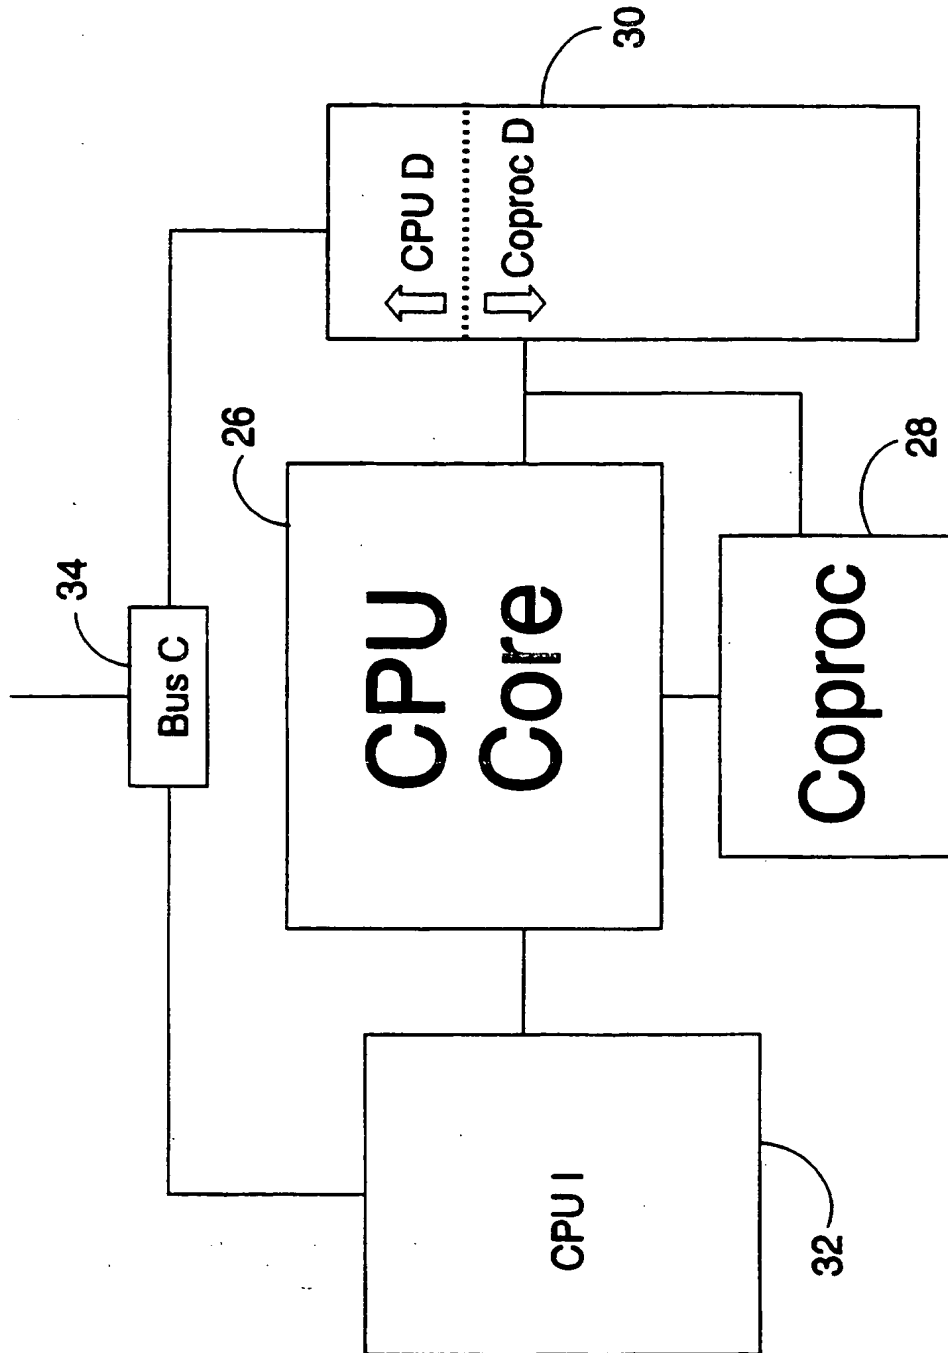 34
Bus C
26
CPU
Core
CPU I
32
Coproc
28
CPU D
Coproc D
30